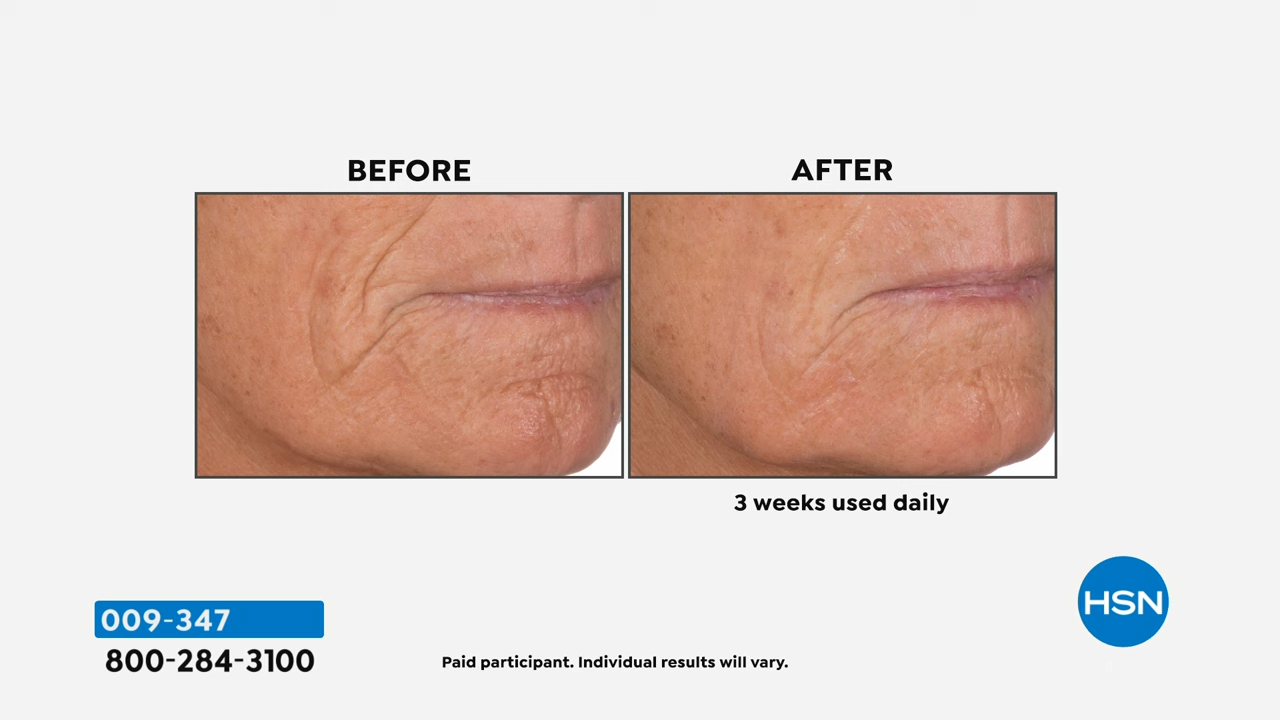 BEFORE
AFTER
3 weeks used daily
009-347
800-284-3100
Paid participant. Individual results will vary.
HSN